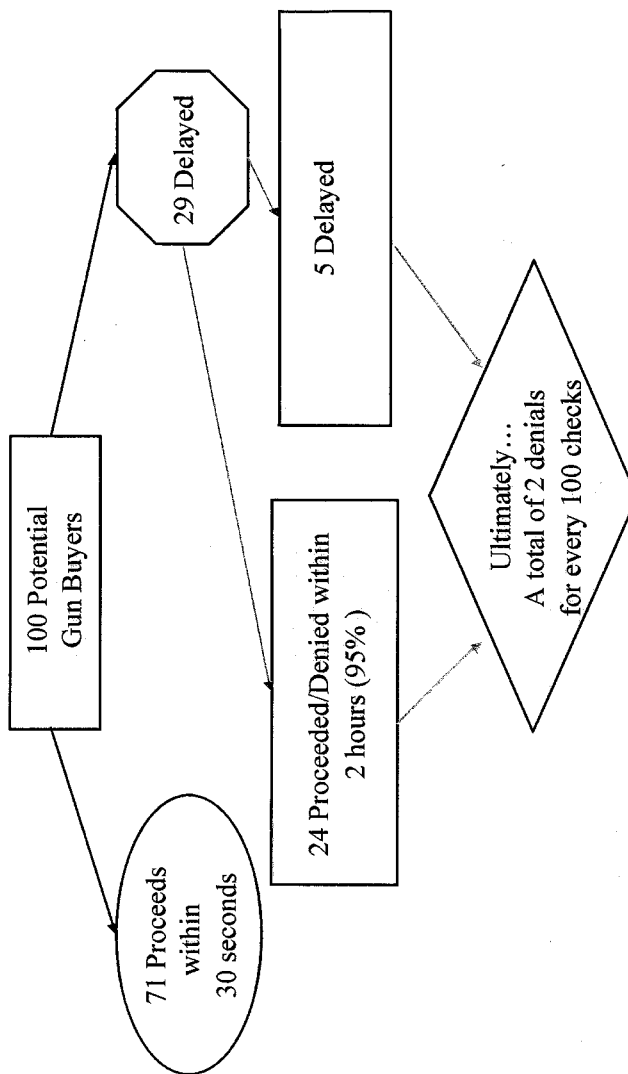 100 Potential
Gun Buyers
71 Proceeds
within
30 seconds
29 Delayed
24 Proceeded/Denied within
2 hours (95% )
5 Delayed
Ultimately…
A total of 2 denials
for every 100 checks